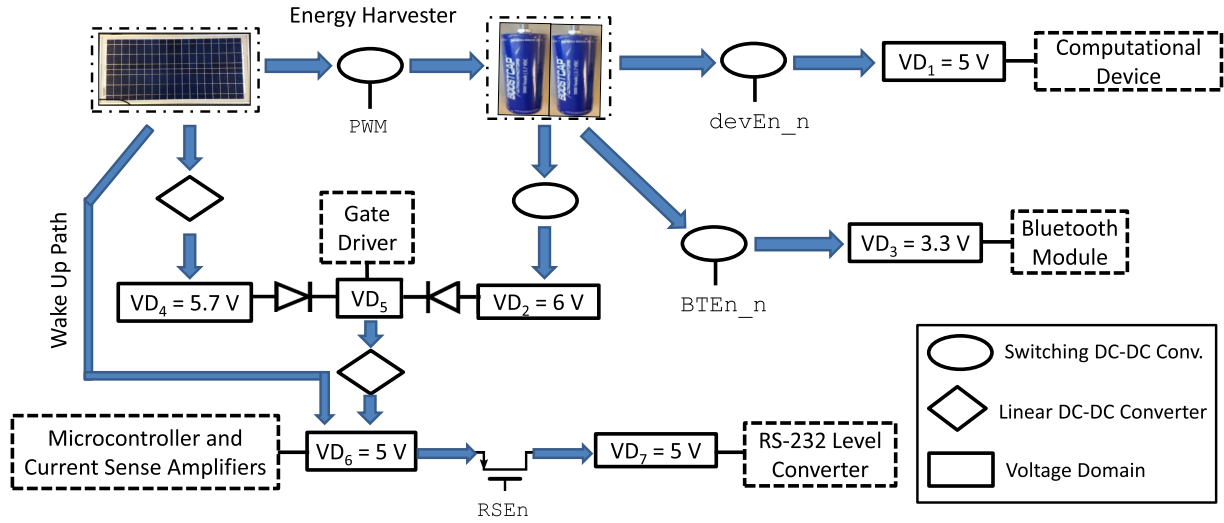 Energy Harvester
BOOSTCAP
BOOSTCAP
PWM
devEn_n
VD₁ = 5 V
Computational
Device
Wake Up Path
Gate
Driver
VD₃ = 3.3 V
Bluetooth
Module
BTEn_n
VD₄ = 5.7 V
VD₅
VD₂ = 6 V
Switching DC-DC Conv.
Linear DC-DC Converter
Voltage Domain
Microcontroller and
Current Sense Amplifiers
VD₆ = 5 V
RSEn
VD₇ = 5 V
RS-232 Level
Converter